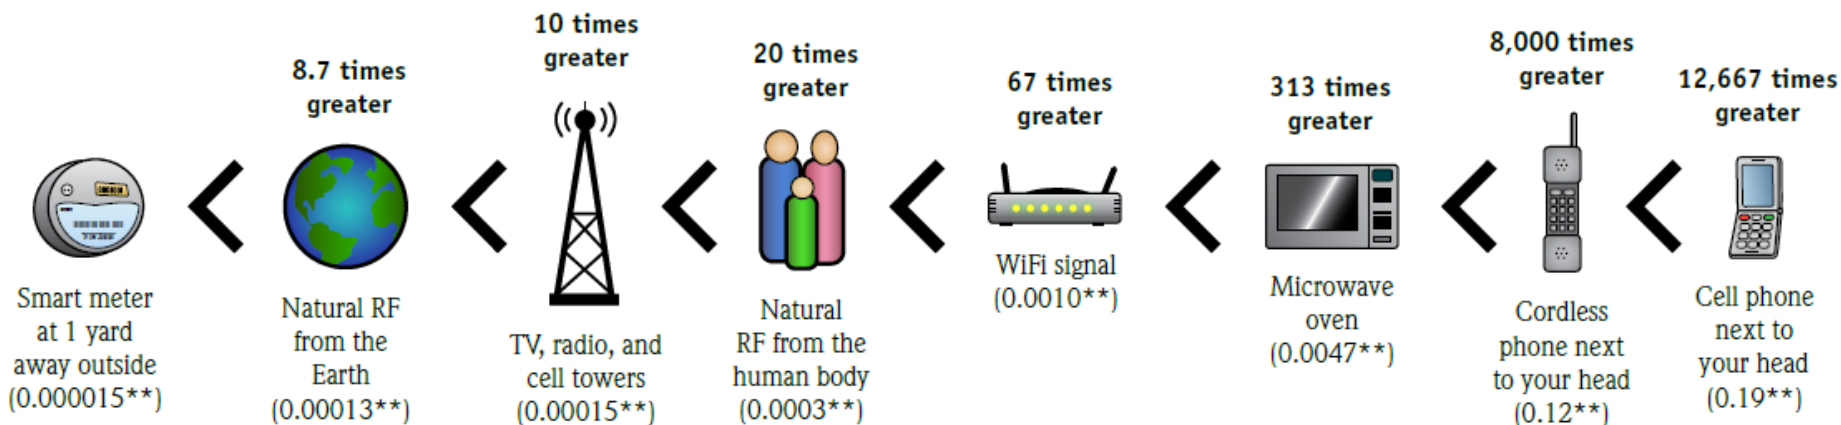 Smart meter
at 1 yard
away outside
(0.000015**)
8.7 times
greater
Natural RF
from the
Earth
(0.00013**)
10 times
greater
TV, radio, and
cell towers
(0.00015**)
20 times
greater
Natural
RF from the
human body
(0.0003**)
67 times
greater
WiFi signal
(0.0010**)
313 times
greater
Microwave
oven
(0.0047**)
8,000 times
greater
Cordless
phone next
to your head
(0.12**)
12,667 times
greater
Cell phone
next to
your head
(0.19**)